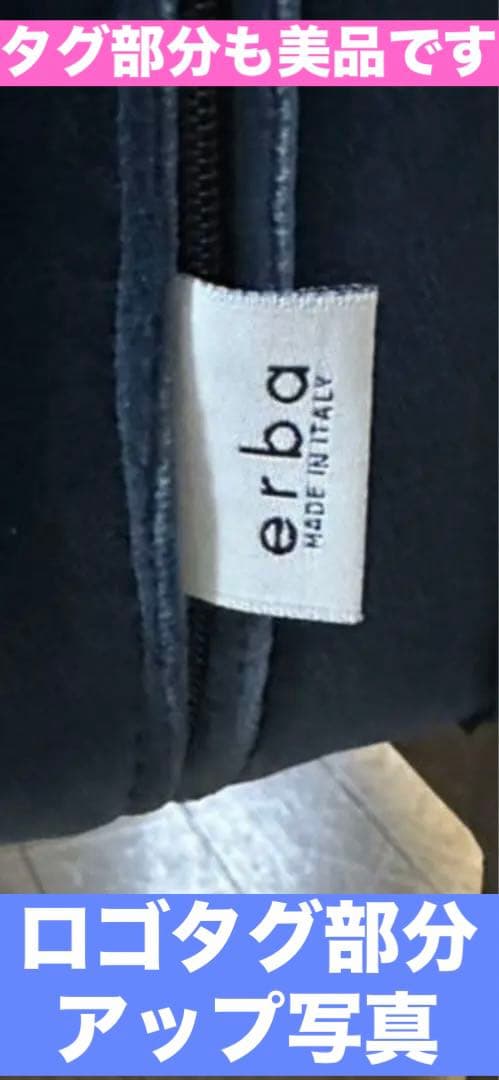 タグ部分も美品です
erba
MADE IN ITALY
ロゴタグ部分
アップ写真